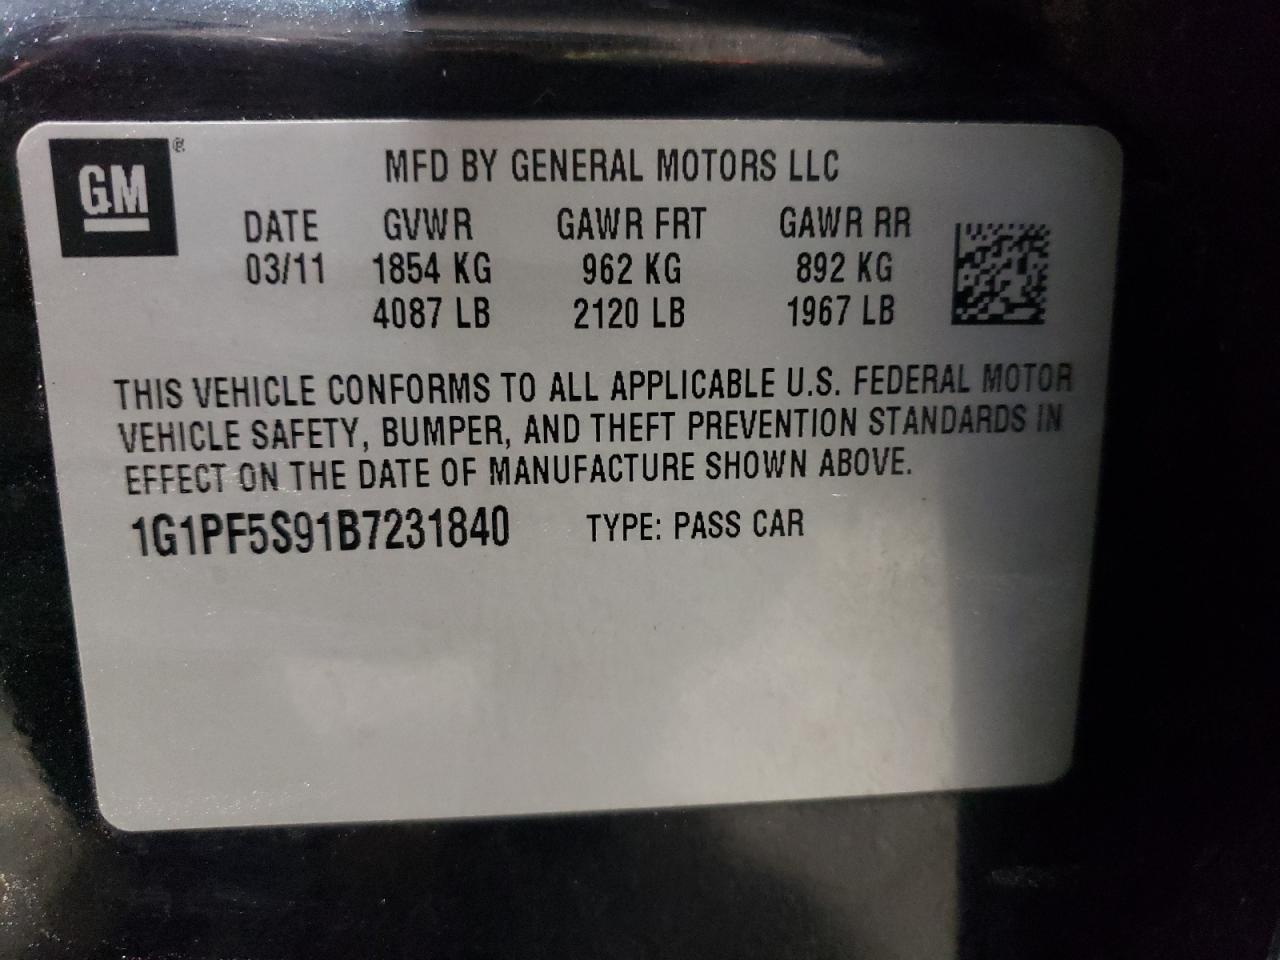 GM ®
MFD BY GENERAL MOTORS LLC
DATE GVWR GAWR FRT GAWR RR
03/11 1854 KG 962 KG 892 KG
4087 LB 2120 LB 1967 LB
THIS VEHICLE CONFORMS TO ALL APPLICABLE U.S. FEDERAL MOTOR
VEHICLE SAFETY, BUMPER, AND THEFT PREVENTION STANDARDS IN
EFFECT ON THE DATE OF MANUFACTURE SHOWN ABOVE.
1G1PF5S91B7231840 TYPE: PASS CAR